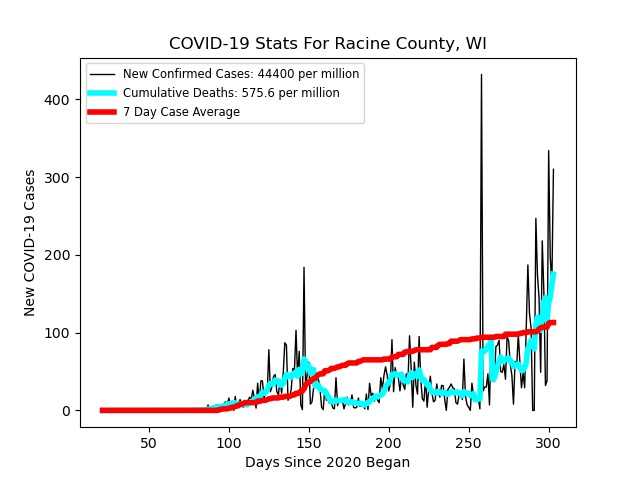 COVID-19 Stats For Racine County, WI
New Confirmed Cases: 44400 per million
Cumulative Deaths: 575.6 per million
7 Day Case Average
New COVID-19 Cases
400
300
200
100
0
50 100 150 200 250 300
Days Since 2020 Began